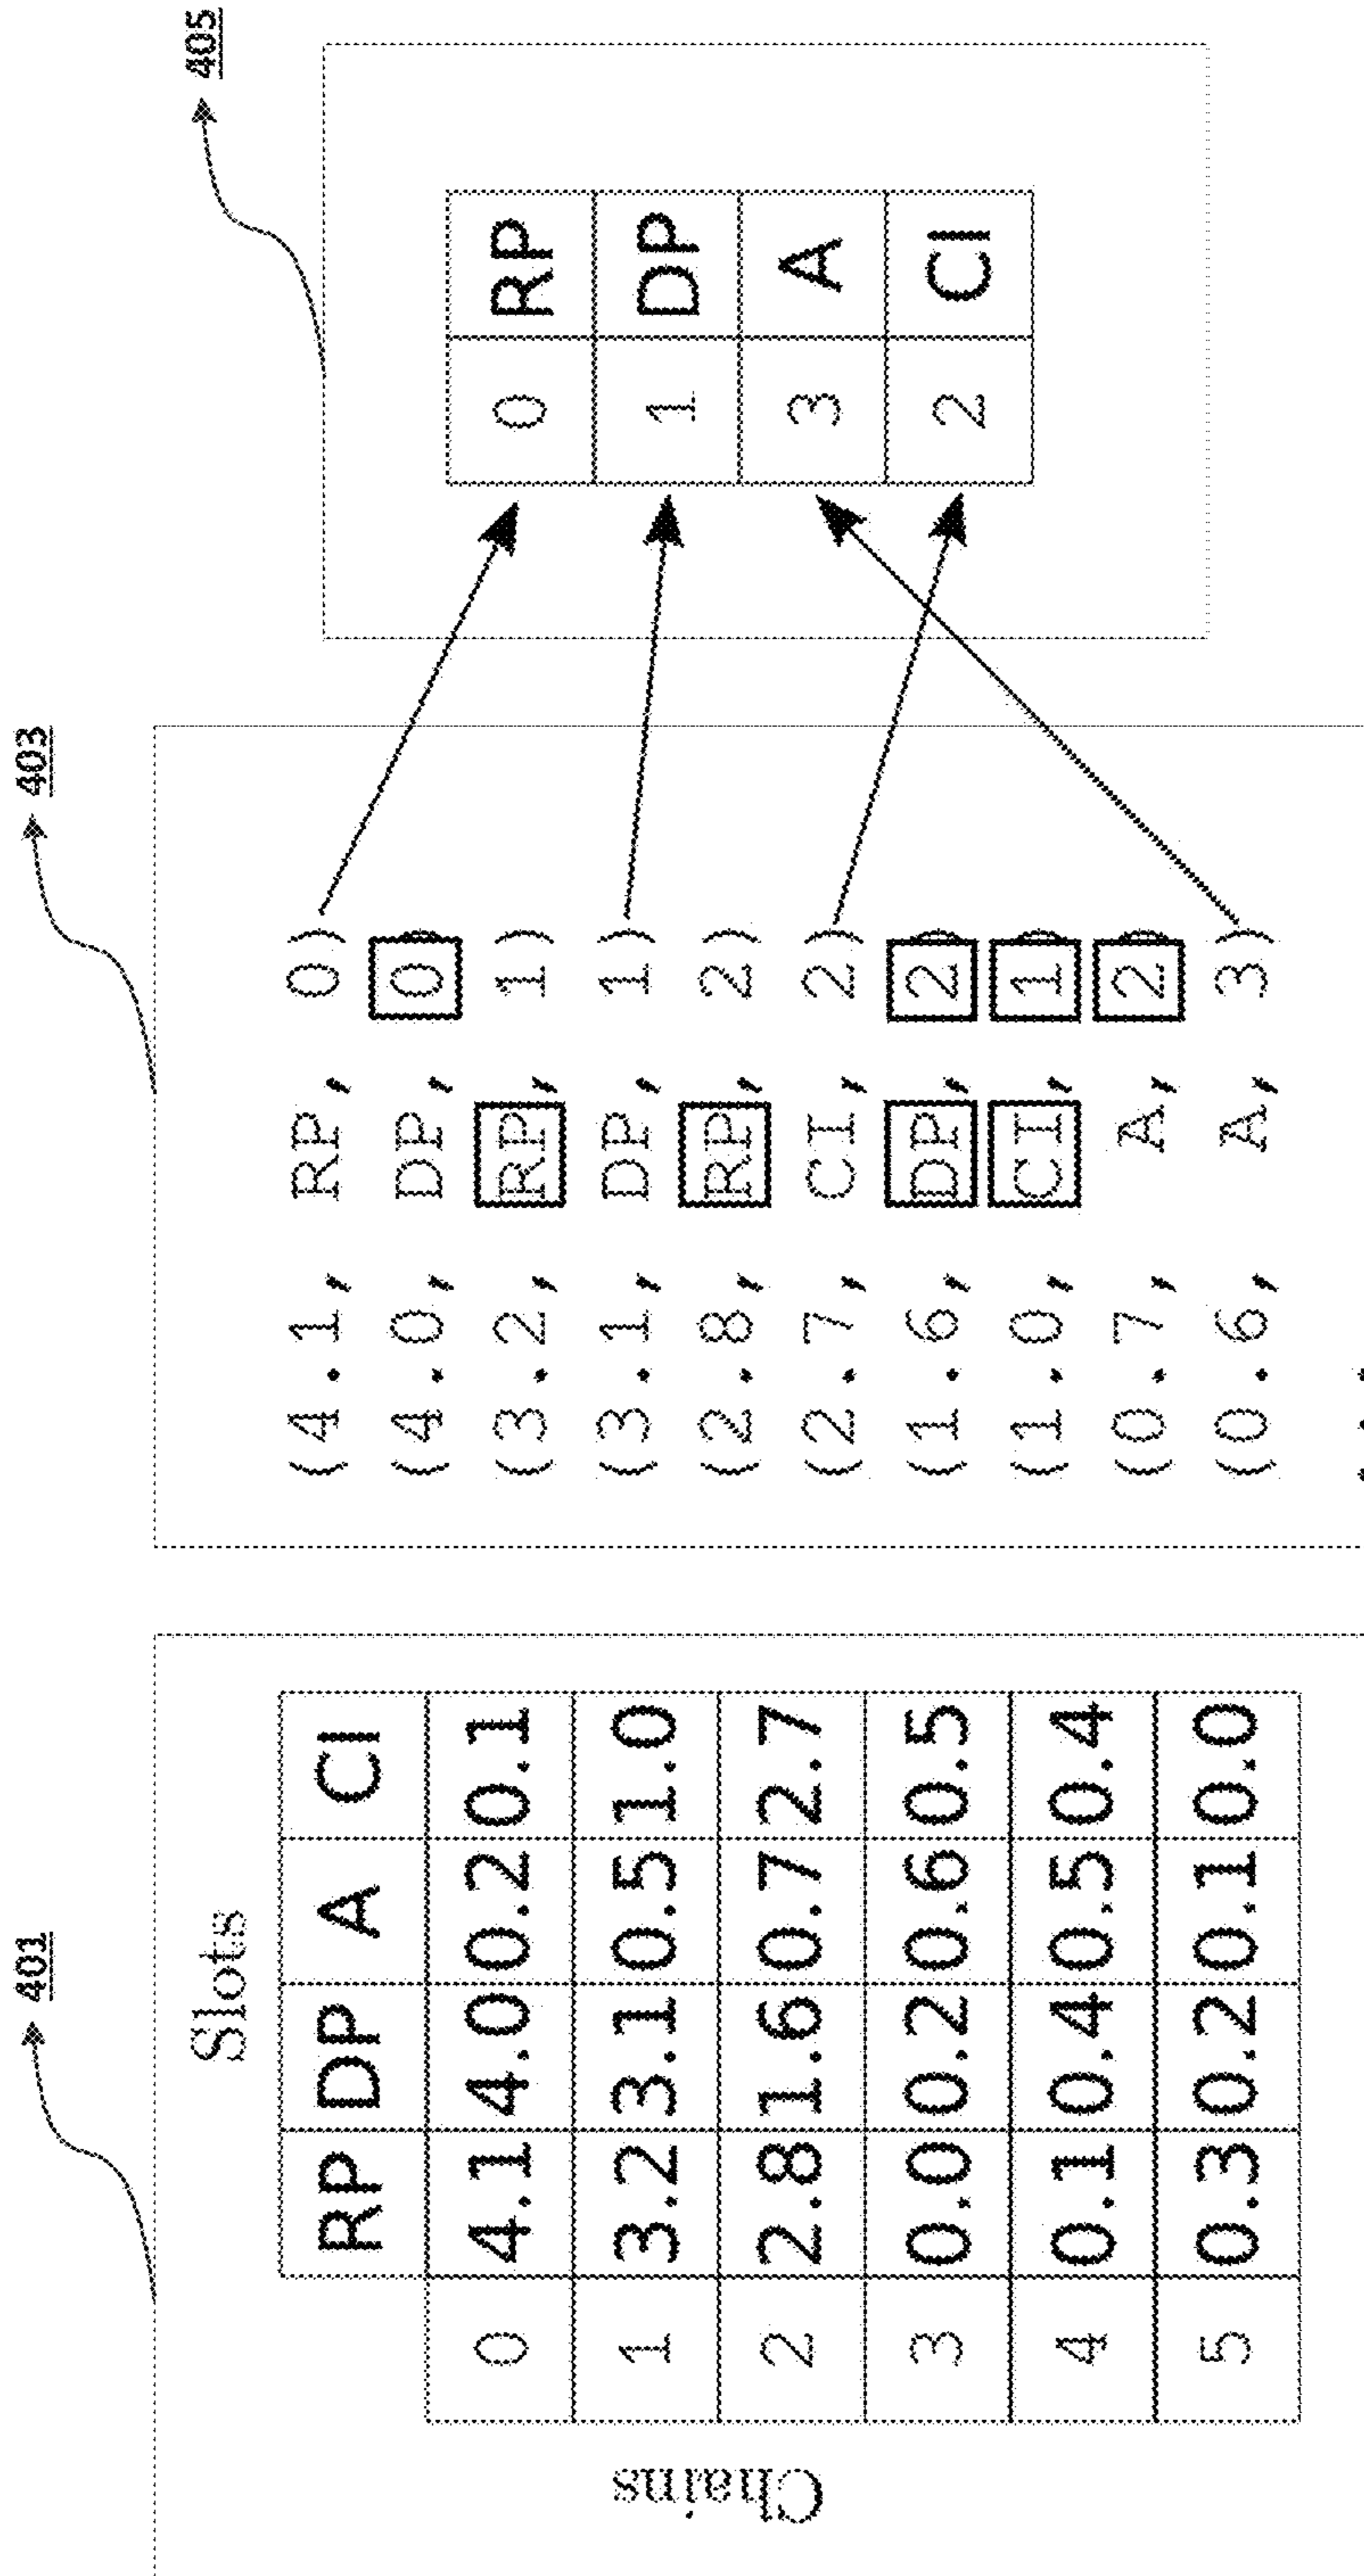 401
Slots
RP DP A CI
0 4.1 4.0 0.2 0.1
1 3.2 3.1 0.5 1.0
2 2.8 1.6 0.7 2.7
3 0.0 0.2 0.6 0.5
4 0.1 0.4 0.5 0.4
5 0.3 0.2 0.1 0.0
Chains
403
(4.1, RP, 0)
(4.0, DP, 0)
(3.2, RP, 1)
(3.1, DP, 1)
(2.8, RP, 2)
(2.7, CI, 2)
(1.6, DP, 2)
(1.0, CI, 1)
(0.7, A, 2)
(0.6, A, 3)
...
405
0 RP
1 DP
3 A
2 CI